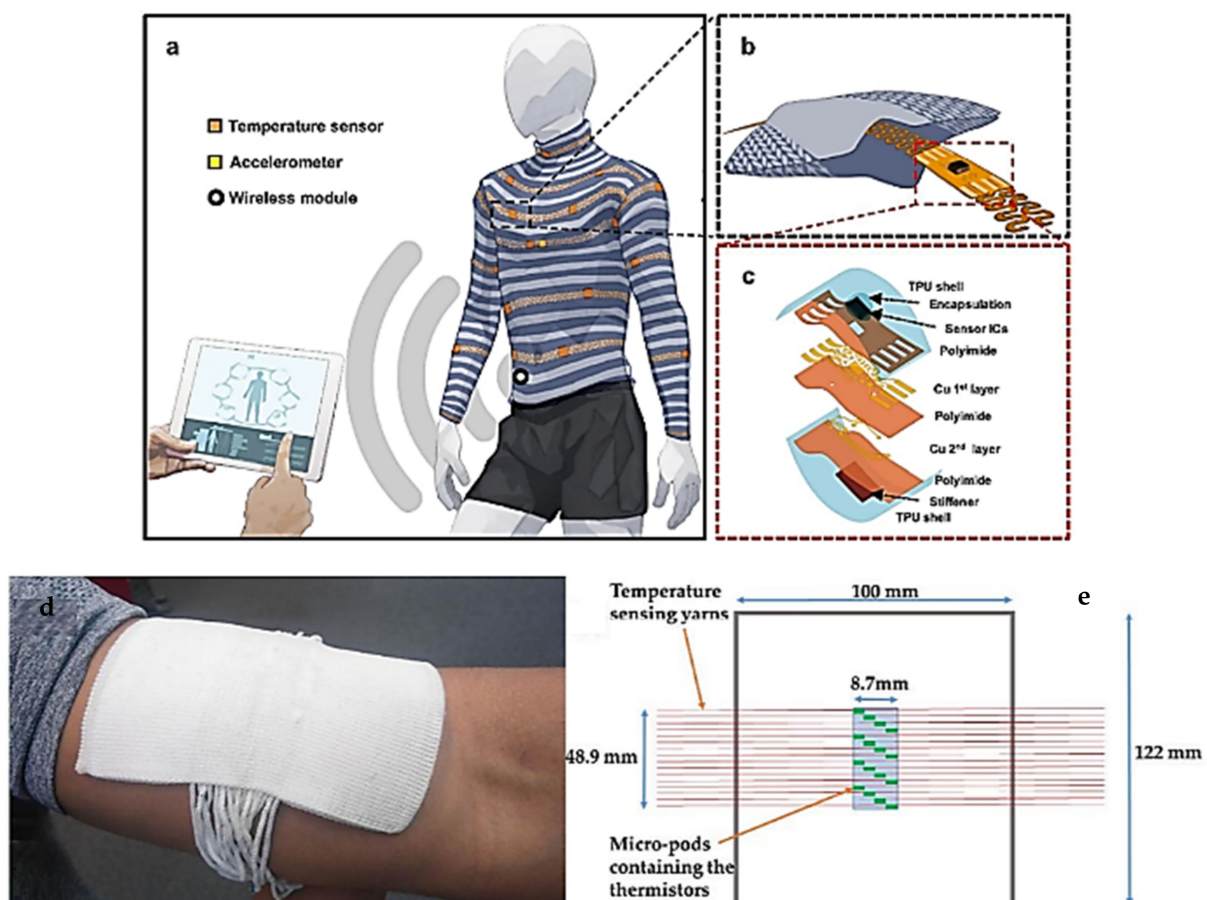 a
Temperature sensor
Accelerometer
Wireless module
b
c
TPU shell
Encapsulation
Sensor ICs
Polyimide
Cu 1st layer
Polyimide
Cu 2nd layer
Polyimide
Stiffener
TPU shell
d
Temperature
sensing yarns
100 mm
e
8.7mm
48.9 mm
122 mm
Micro-pods
containing the
thermistors